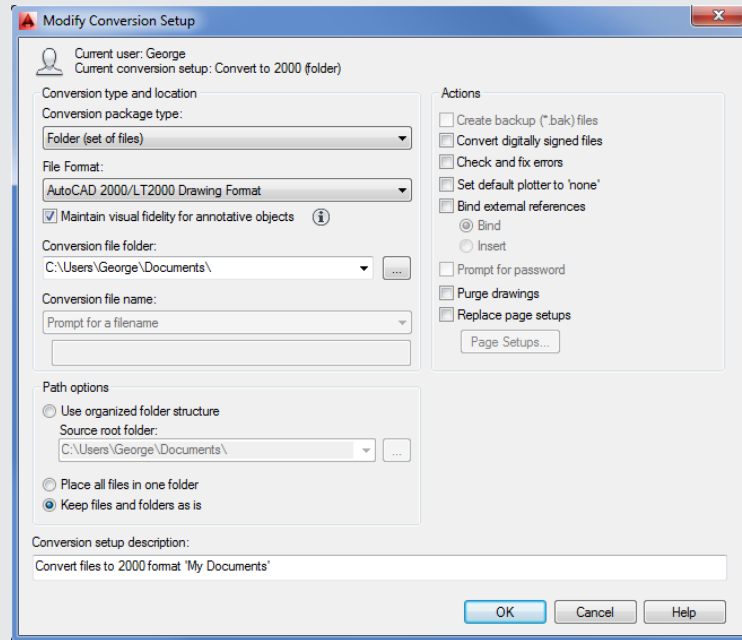 Modify Conversion Setup
Current user: George
Current conversion setup: Convert to 2000 (folder)
Conversion type and location
Conversion package type:
Folder (set of files)
File Format:
AutoCAD 2000/LT2000 Drawing Format
Maintain visual fidelity for annotative objects
Conversion file folder:
C:\Users\George\Documents\
...
Conversion file name:
Prompt for a filename
Path options
Use organized folder structure
Source root folder:
C:\Users\George\Documents\
...
Place all files in one folder
Keep files and folders as is
Actions
Create backup (*.bak) files
Convert digitally signed files
Check and fix errors
Set default plotter to 'none'
Bind external references
Bind
Insert
Prompt for password
Purge drawings
Replace page setups
Page Setups...
Conversion setup description:
Convert files to 2000 format 'My Documents'
OK
Cancel
Help